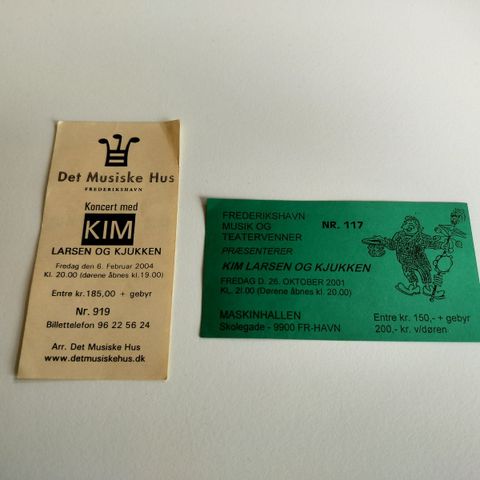 Det Musiske Hus
FREDERIKSHAVN
Koncert med
KIM
LARSEN OG KJUKKEN
Fredag den 6. Februar 2004
Kl. 20.00 (dørene åbnes kl.19.00)
Entre kr.185,00 + gebyr
Nr. 919
Billettelefon 96 22 56 24
Arr. Det Musiske Hus
www.detmusiskehus.dk
FREDERIKSHAVN
MUSIK OG
TEATERVENNER
NR. 117
PRÆSENTERER
KIM LARSEN OG KJUKKEN
FREDAG D. 26. OKTOBER 2001
KL. 21.00 (Dørene åbnes kl. 20.00)
MASKINHALLEN
Skolegade - 9900 FR-HAVN
Entre kr. 150,- + gebyr
200,- kr. v/døren